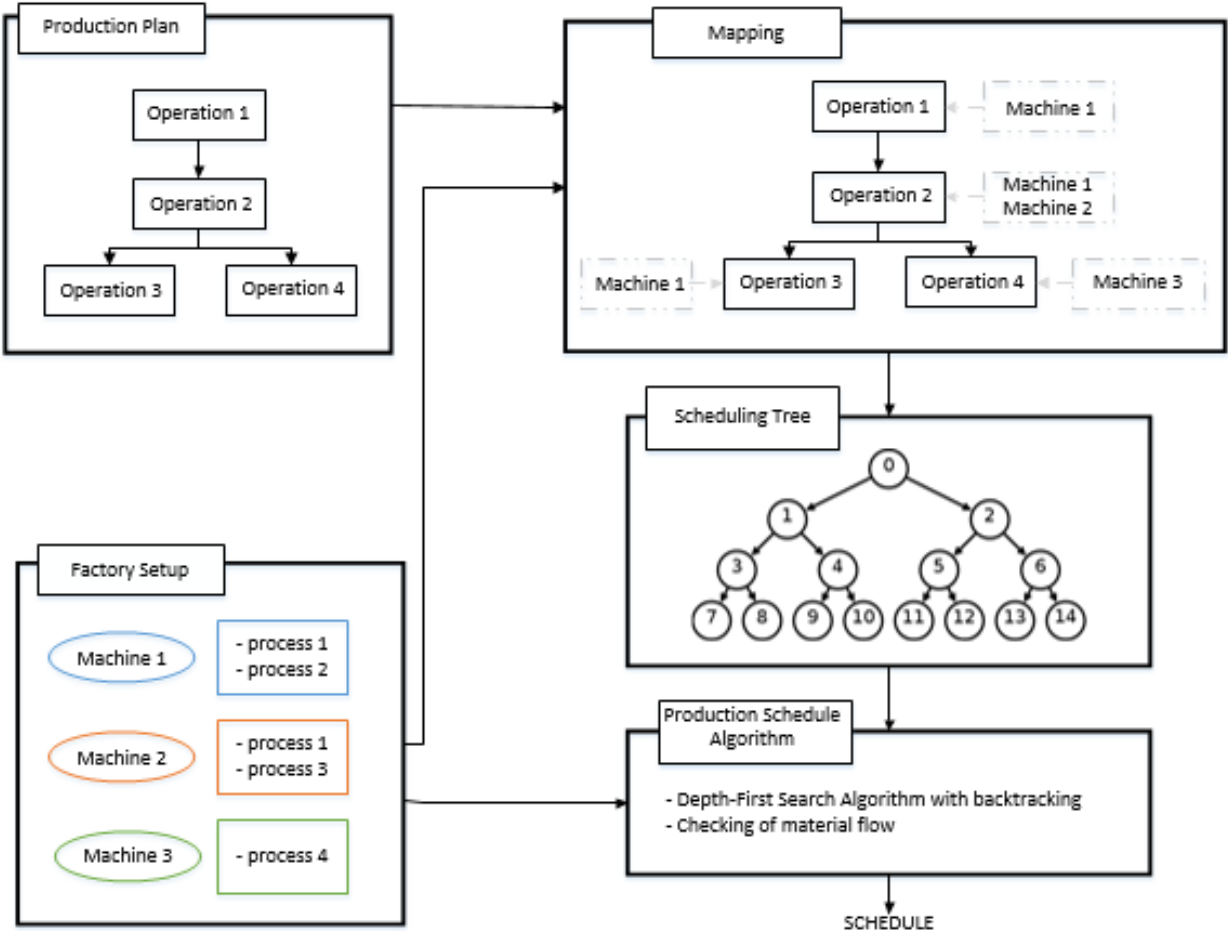 Production Plan
Operation 1
Operation 2
Operation 3
Operation 4
Mapping
Operation 1
Machine 1
Operation 2
Machine 1
Machine 2
Machine 1
Operation 3
Operation 4
Machine 3
Scheduling Tree
0
1
2
3
4
5
6
7
8
9
10
11
12
13
14
Factory Setup
Machine 1
- process 1
- process 2
Machine 2
- process 1
- process 3
Machine 3
- process 4
Production Schedule
Algorithm
- Depth-First Search Algorithm with backtracking
- Checking of material flow
SCHEDULE